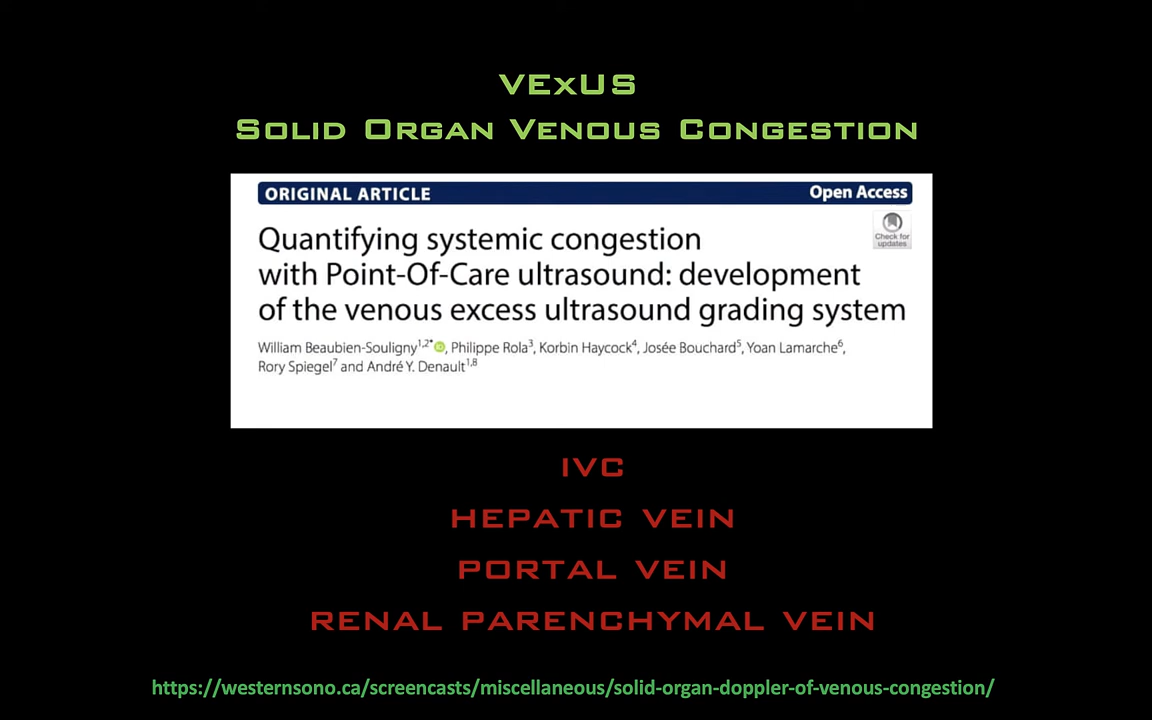 VExUS
Solid Organ Venous Congestion
ORIGINAL ARTICLE
Open Access
Check for
updates
Quantifying systemic congestion
with Point-Of-Care ultrasound: development
of the venous excess ultrasound grading system
William Beaubien-Souligny1,2*, Philippe Rola3, Korbin Haycock4, Josée Bouchard5, Yoan Lamarche6,
Rory Spiegel7 and André Y. Denault1,8
IVC
HEPATIC VEIN
PORTAL VEIN
RENAL PARENCHYMAL VEIN
https://westernsono.ca/screencasts/miscellaneous/solid-organ-doppler-of-venous-congestion/